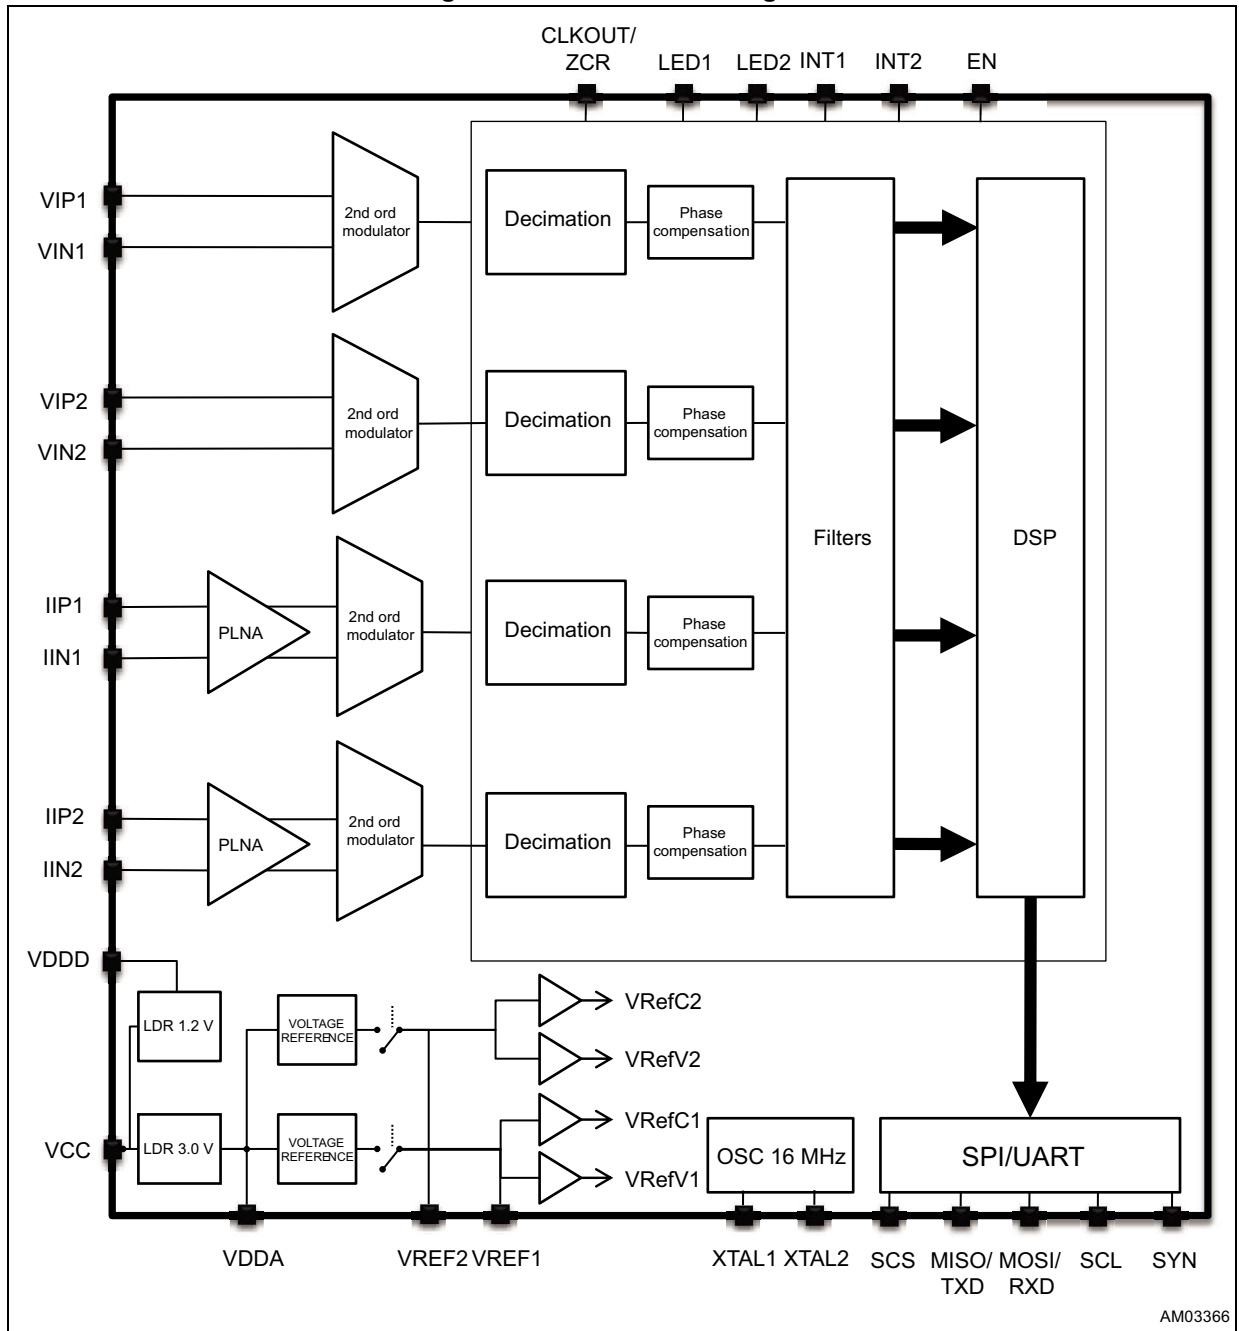 CLKOUT/
ZCR
LED1
LED2
INT1
INT2
EN
VIP1
VIN1
2nd ord
modulator
Decimation
Phase
compensation
VIP2
VIN2
2nd ord
modulator
Decimation
Phase
compensation
Filters
DSP
IIP1
IIN1
PLNA
2nd ord
modulator
Decimation
Phase
compensation
IIP2
IIN2
PLNA
2nd ord
modulator
Decimation
Phase
compensation
VDDD
LDR 1.2 V
VOLTAGE
REFERENCE
VRefC2
VRefV2
VCC
LDR 3.0 V
VOLTAGE
REFERENCE
VRefC1
VRefV1
OSC 16 MHz
SPI/UART
VDDA
VREF2
VREF1
XTAL1
XTAL2
SCS
MISO/
TXD
MOSI/
RXD
SCL
SYN
AM03366